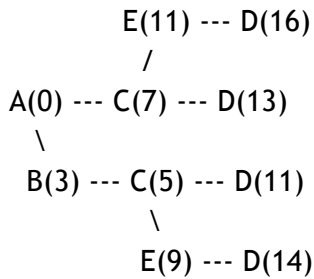 E(11) --- D(16)
/
A(0) --- C(7) --- D(13)
\
B(3) --- C(5) --- D(11)
\
E(9) --- D(14)